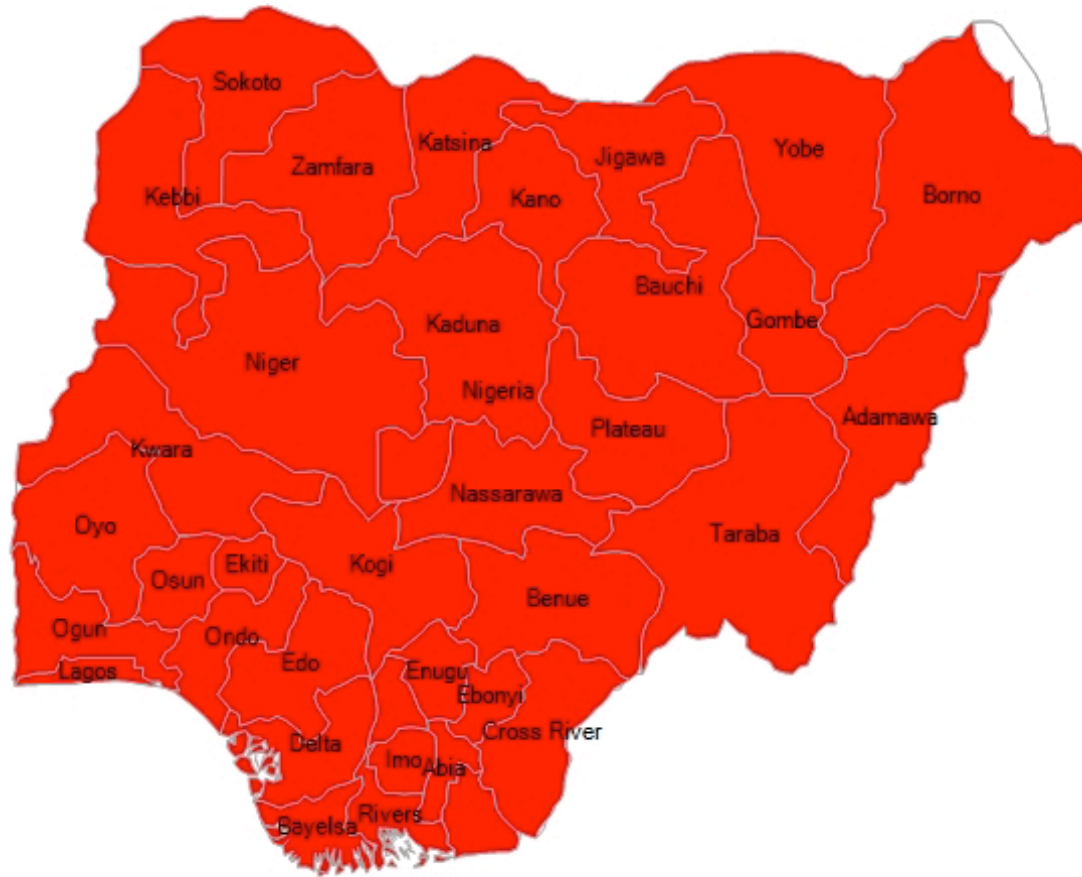 Sokoto
Katsina
Jigawa
Yobe
Zamfara
Kebbi
Kano
Borno
Bauchi
Kaduna
Gombe
Niger
Nigeria
Adamawa
Plateau
Kwara
Nassarawa
Oyo
Taraba
Ekiti
Kogi
Osun
Benue
Ogun
Ondo
Edo
Lagos
Enugu
Ebonyi
Cross River
Delta
Imo
Abia
Rivers
Bayelsa